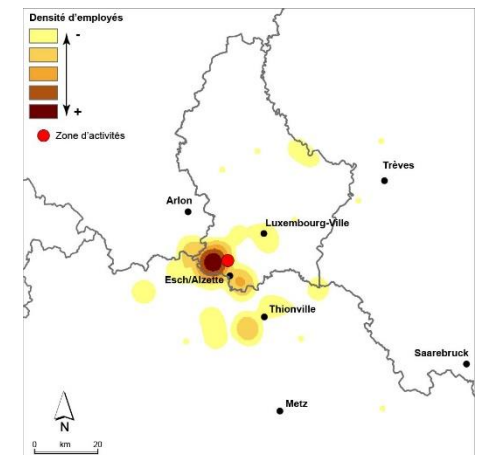 Densité d'employés
-
+
Zone d'activités
Trèves
Arlon
Luxembourg-Ville
Esch/Alzette
Thionville
Saarebruck
Metz
N
0 km 20